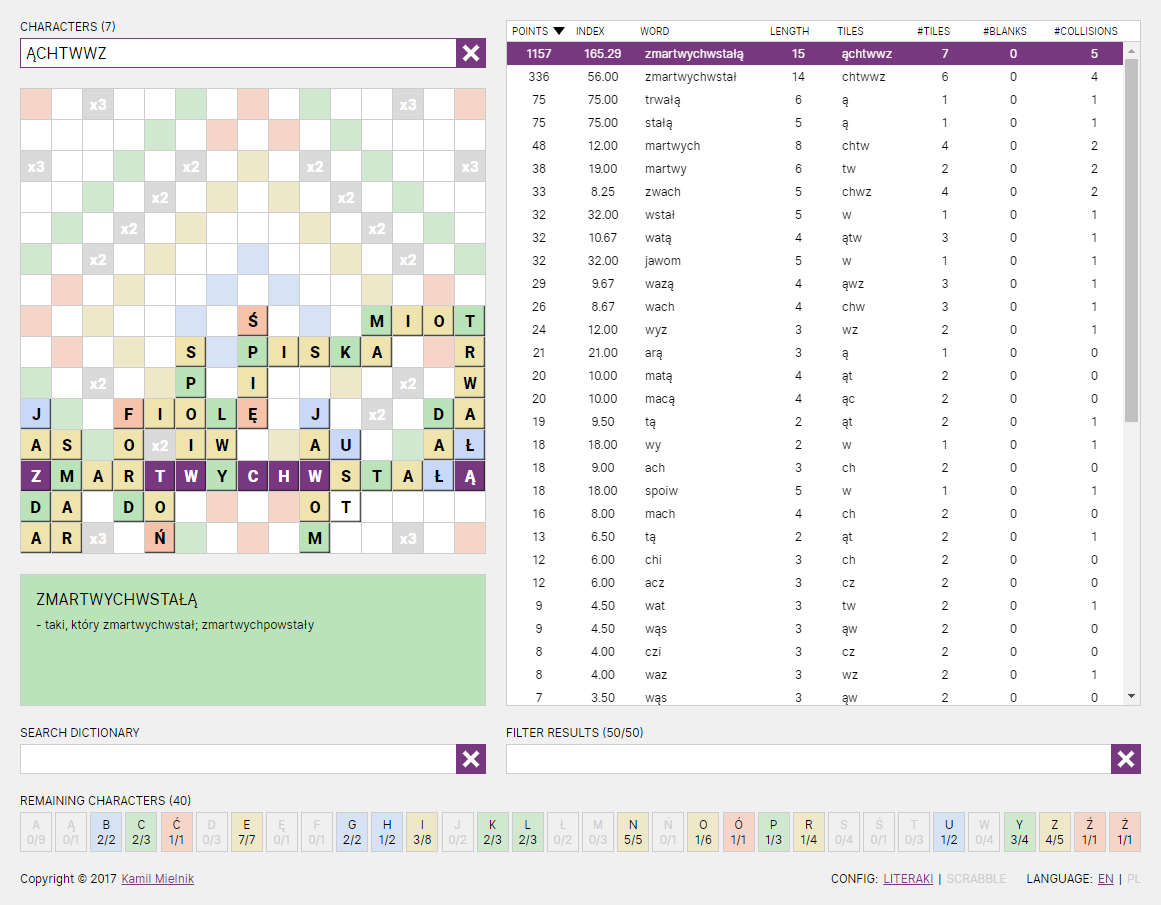 CHARACTERS (7)
ĄCHTWWZ
x3 x3
x3 x2 x2 x3
x2 x2
x2 x2
x2 x2
Ś M I O T
S P I S K A R
x2 P I x2 W
J F I O L Ę J x2 D A
A S O x2 I W A U A Ł
Z M A R T W Y C H W S T A Ł Ą
D A D O O T
A R x3 Ń M x3
ZMARTWYCHWSTAŁĄ
- taki, który zmartwychwstał; zmartwychpowstały
POINTS ▼ INDEX WORD LENGTH TILES #TILES #BLANKS #COLLISIONS
1157 165.29 zmartwychwstałą 15 ąchtwwz 7 0 5
336 56.00 zmartwychwstał 14 chtwwz 6 0 4
75 75.00 trwałą 6 ą 1 0 1
75 75.00 stałą 5 ą 1 0 1
48 12.00 martwych 8 chtw 4 0 2
38 19.00 martwy 6 tw 2 0 2
33 8.25 zwach 5 chwz 4 0 2
32 32.00 wstał 5 w 1 0 1
32 10.67 watą 4 ątw 3 0 1
32 32.00 jawom 5 w 1 0 1
29 9.67 wazą 4 ąwz 3 0 1
26 8.67 wach 4 chw 3 0 1
24 12.00 wyz 3 wz 2 0 1
21 21.00 arą 3 ą 1 0 0
20 10.00 matą 4 ąt 2 0 0
20 10.00 macą 4 ąc 2 0 0
19 9.50 tą 2 ąt 2 0 1
18 18.00 wy 2 w 1 0 1
18 9.00 ach 3 ch 2 0 0
18 18.00 spoiw 5 w 1 0 1
16 8.00 mach 4 ch 2 0 0
13 6.50 tą 2 ąt 2 0 1
12 6.00 chi 3 ch 2 0 0
12 6.00 acz 3 cz 2 0 0
9 4.50 wat 3 tw 2 0 1
9 4.50 wąs 3 ąw 2 0 0
8 4.00 czi 3 cz 2 0 0
8 4.00 waz 3 wz 2 0 1
7 3.50 wąs 3 ąw 2 0 0
SEARCH DICTIONARY
FILTER RESULTS (50/50)
REMAINING CHARACTERS (40)
A Ą B C Ć D E Ę F G H I J K L Ł M N Ń O Ó P R S Ś T U W Y Z Ź Ż
0/9 0/1 2/2 2/3 1/1 0/3 7/7 0/1 0/1 2/2 1/2 3/8 0/2 2/3 2/3 0/2 0/3 5/5 0/1 1/6 1/1 1/3 1/4 0/4 0/1 0/3 1/2 0/4 3/4 4/5 1/1 1/1
Copyright © 2017 Kamil Mielnik
CONFIG: LITERAKI | SCRABBLE LANGUAGE: EN | PL